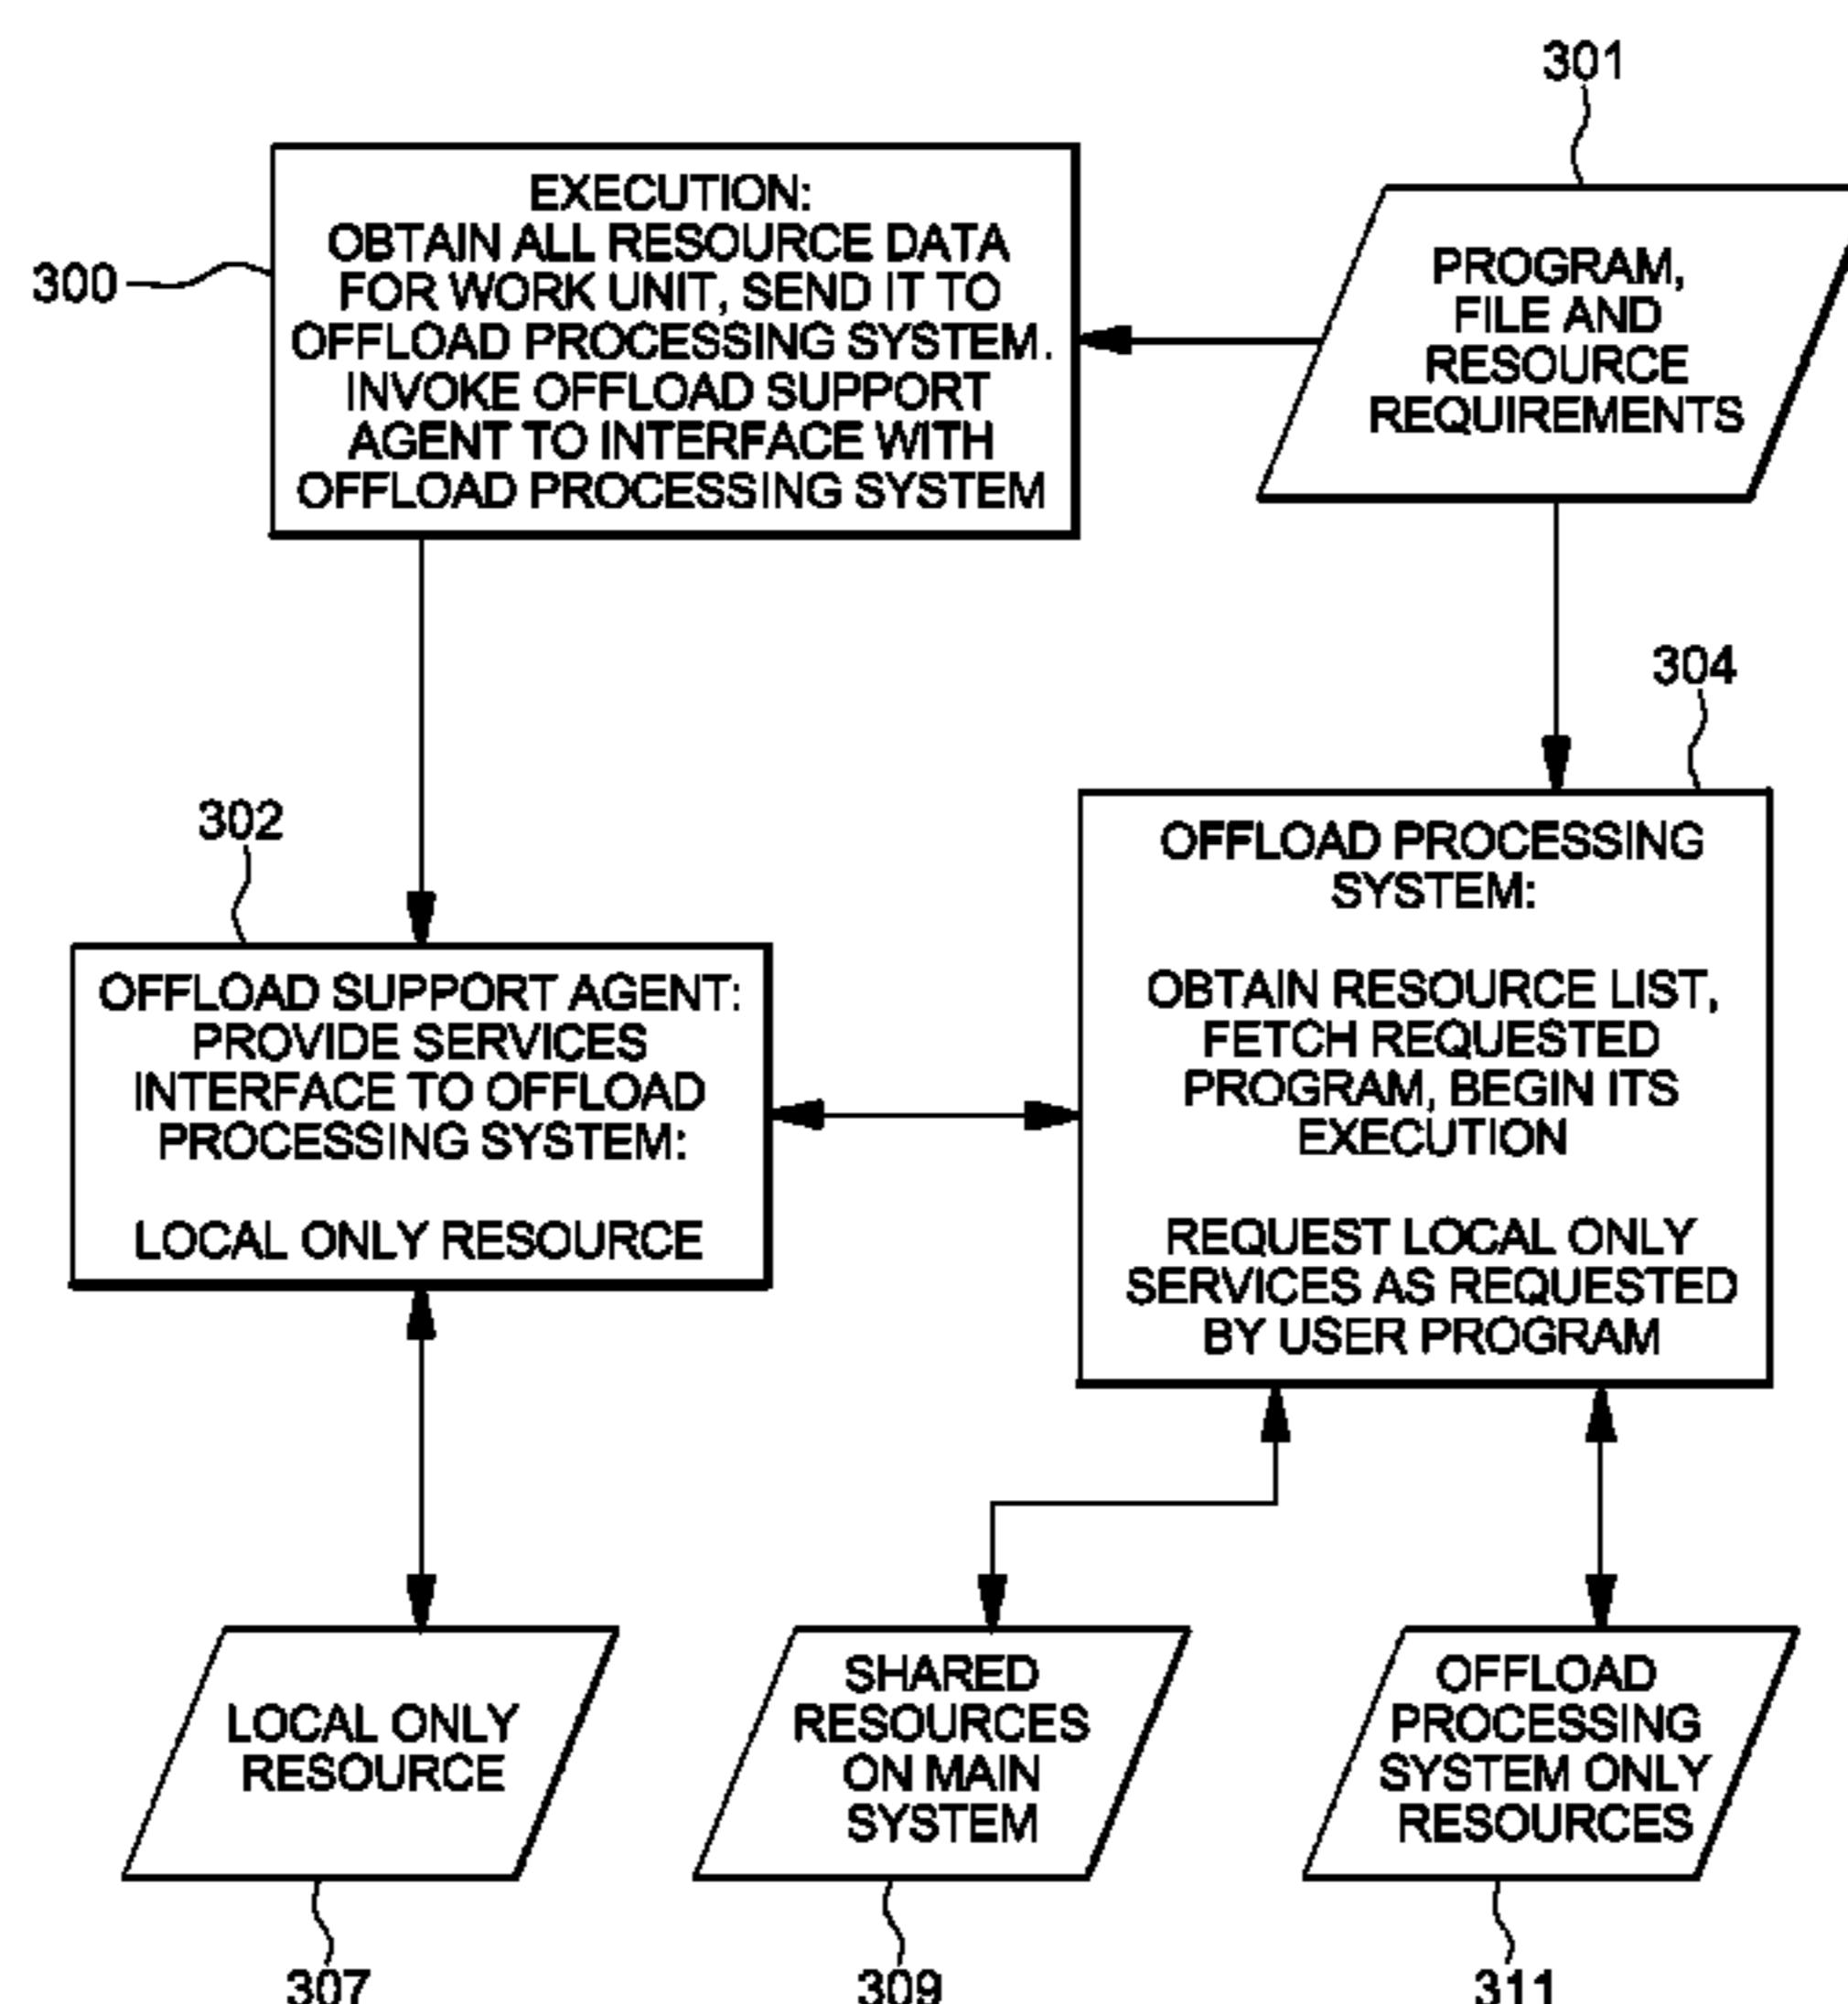 301
EXECUTION:
OBTAIN ALL RESOURCE DATA
FOR WORK UNIT, SEND IT TO
OFFLOAD PROCESSING SYSTEM.
INVOKE OFFLOAD SUPPORT
AGENT TO INTERFACE WITH
OFFLOAD PROCESSING SYSTEM
300
PROGRAM,
FILE AND
RESOURCE
REQUIREMENTS
304
302
OFFLOAD SUPPORT AGENT:
PROVIDE SERVICES
INTERFACE TO OFFLOAD
PROCESSING SYSTEM:
LOCAL ONLY RESOURCE
OFFLOAD PROCESSING
SYSTEM:
OBTAIN RESOURCE LIST,
FETCH REQUESTED
PROGRAM, BEGIN ITS
EXECUTION
REQUEST LOCAL ONLY
SERVICES AS REQUESTED
BY USER PROGRAM
LOCAL ONLY
RESOURCE
SHARED
RESOURCES
ON MAIN
SYSTEM
OFFLOAD
PROCESSING
SYSTEM ONLY
RESOURCES
307
309
311